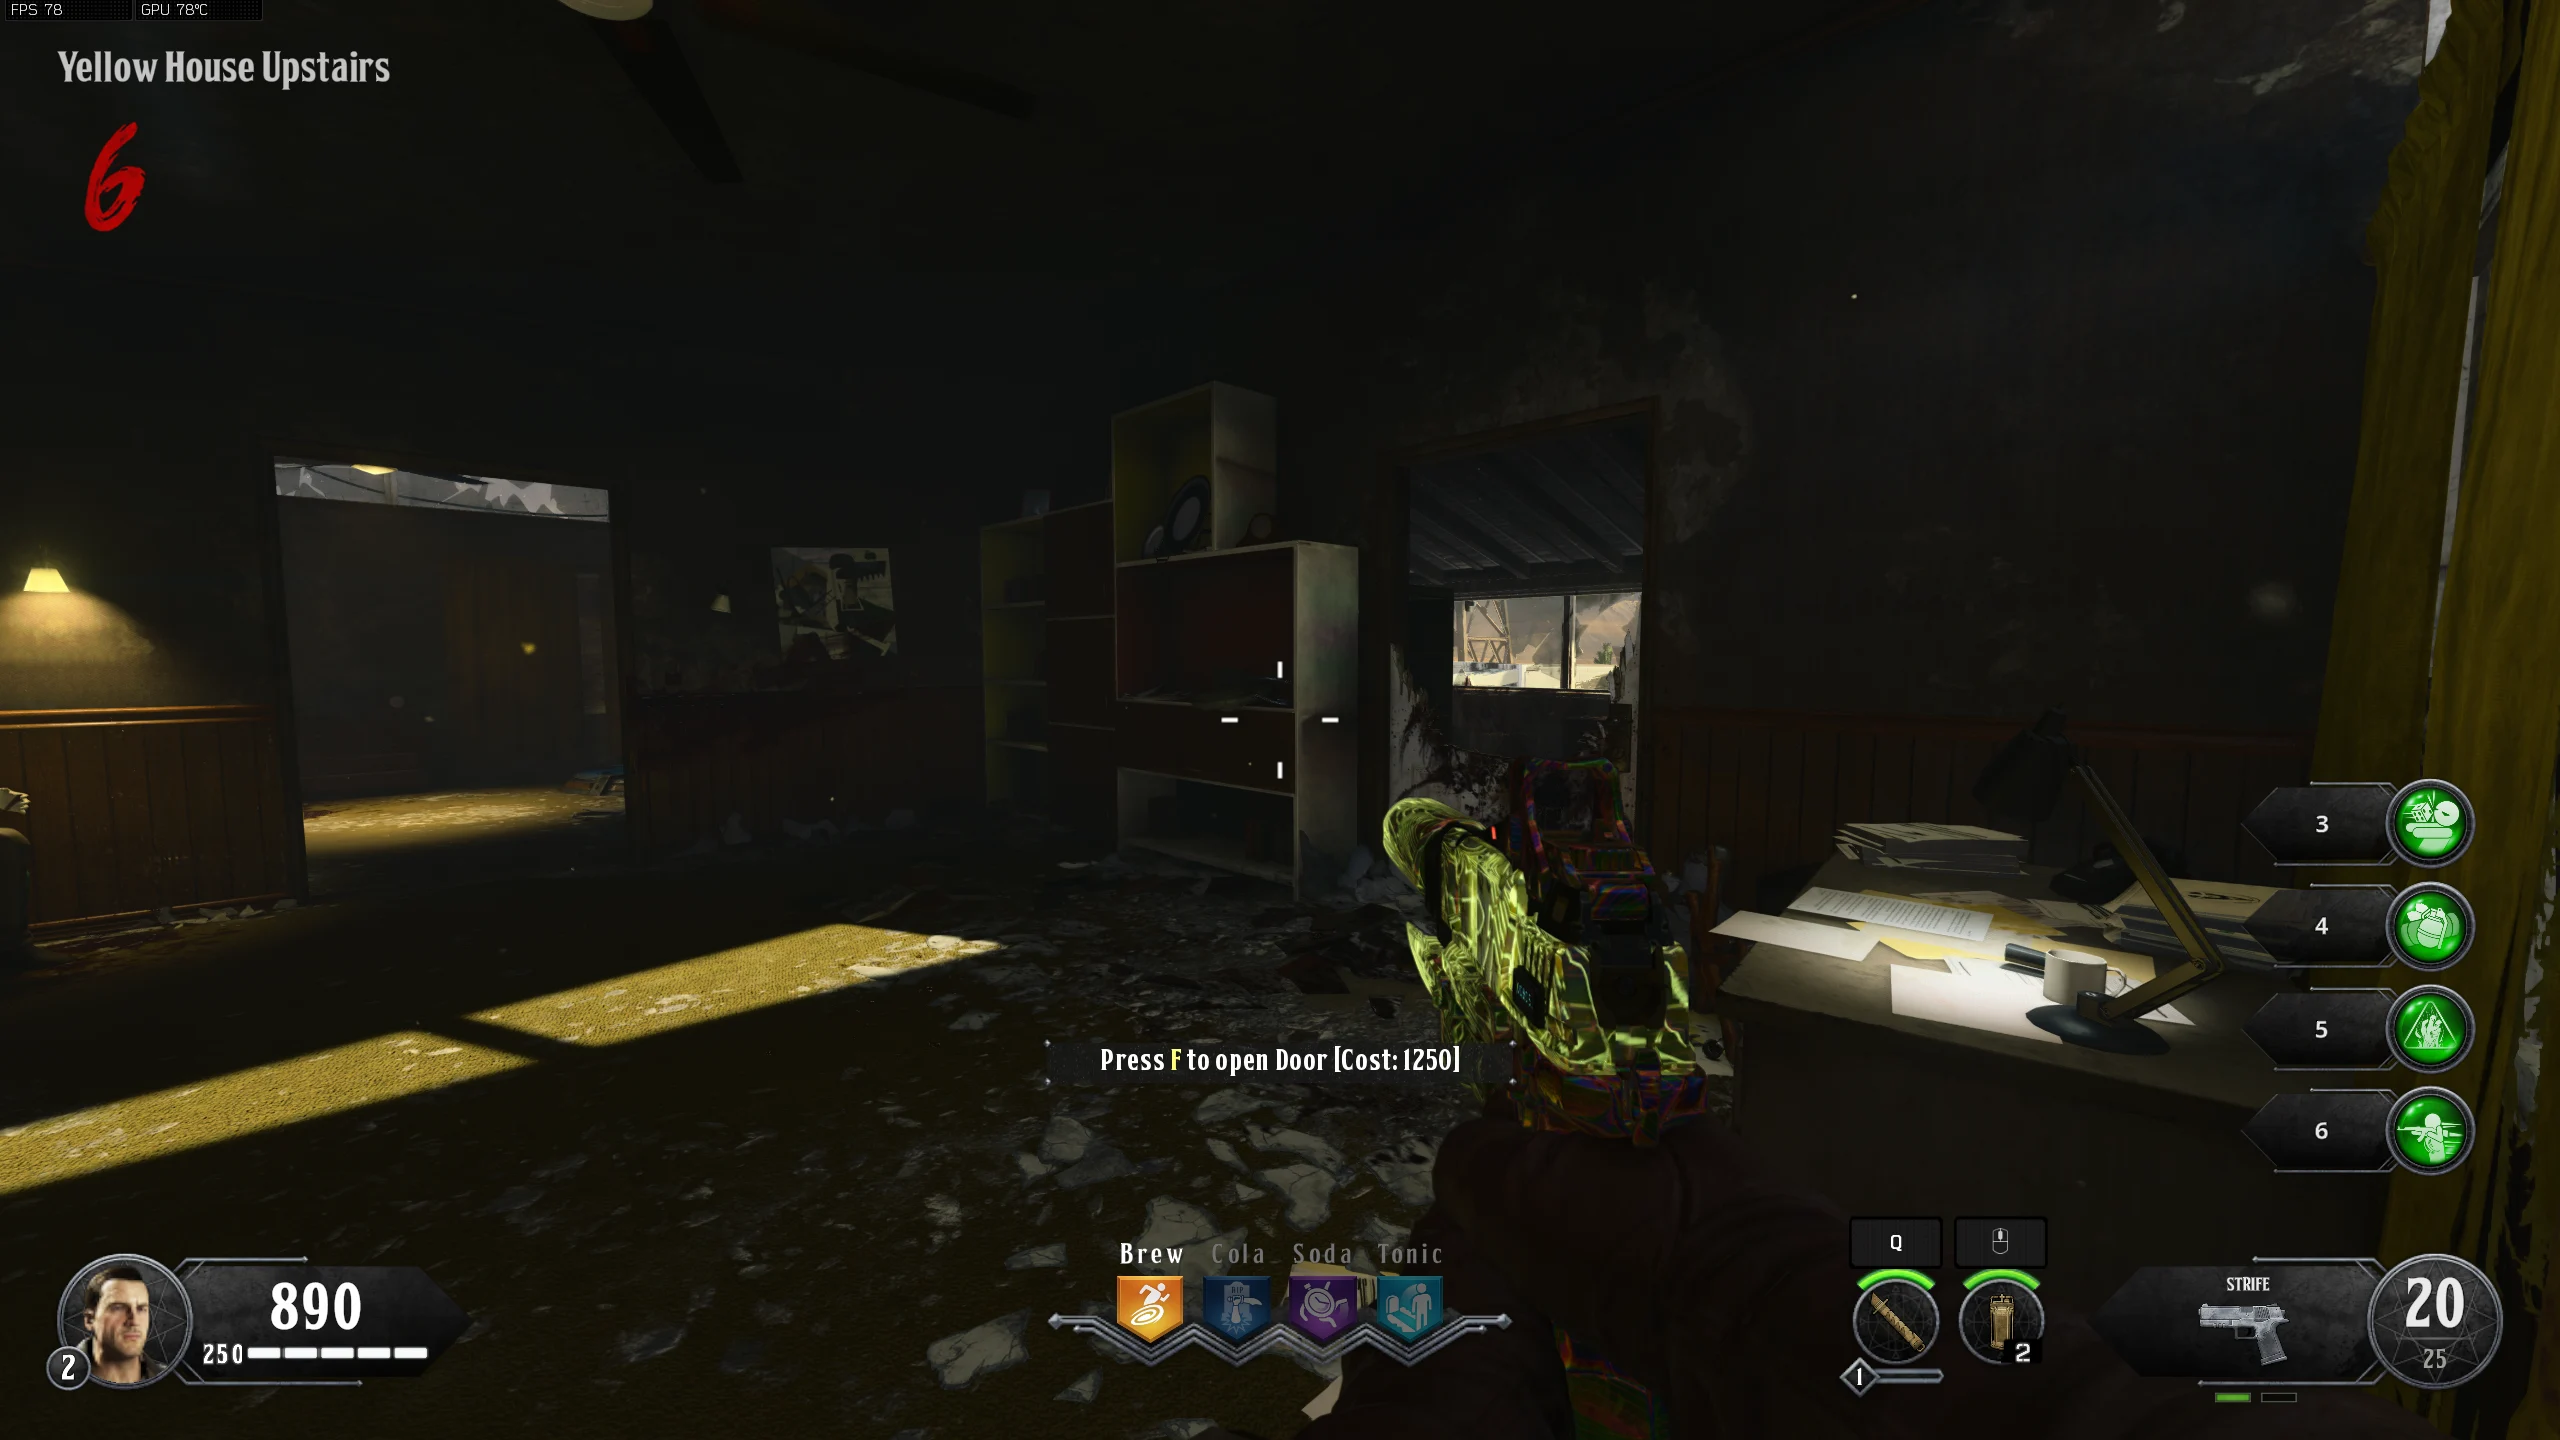 FPS 78 GPU 78°C
Yellow House Upstairs
6
3
4
5
Press F to open Door [Cost: 1250]
6
Brew Cola Soda Tonic
Q
890
250
2
1
2
STRIFE
20
25